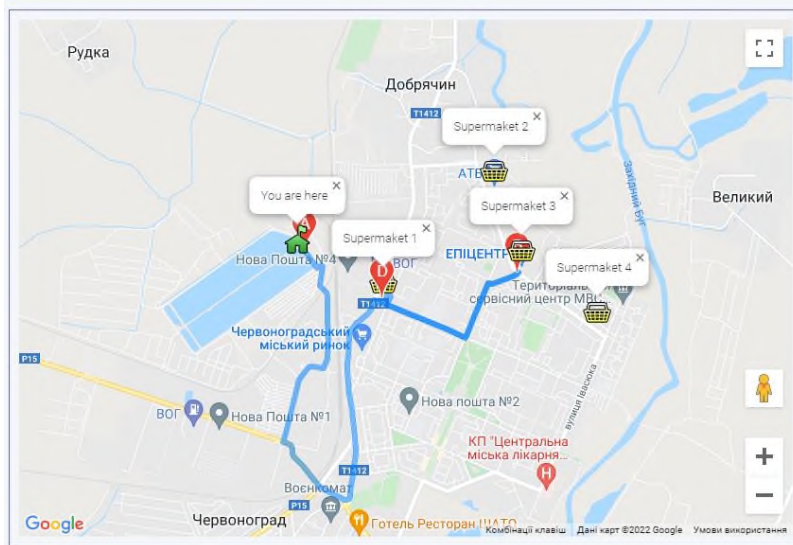 Рудка
Добрячин
T1412
Supermaket 2
×
АТБ
Західний Буг
Великий
You are here
×
A
Supermaket 3
×
Supermaket 1
×
Нова Пошта №4
ВОГ
ЕПІЦЕНТР
Supermaket 4
×
D
T1412
Територіальний
сервісний центр МВС...
Червоноградський
міський ринок
P15
ВОГ
Нова Пошта №1
Нова пошта №2
вулиця Івасюка
КП "Центральна
міська лікарня...
H
T1412
Воєнкомат
P15
Червоноград
Готель Ресторан ШАТО
Google
Комбінації клавіш
Дані карт ©2022 Google
Умови використання